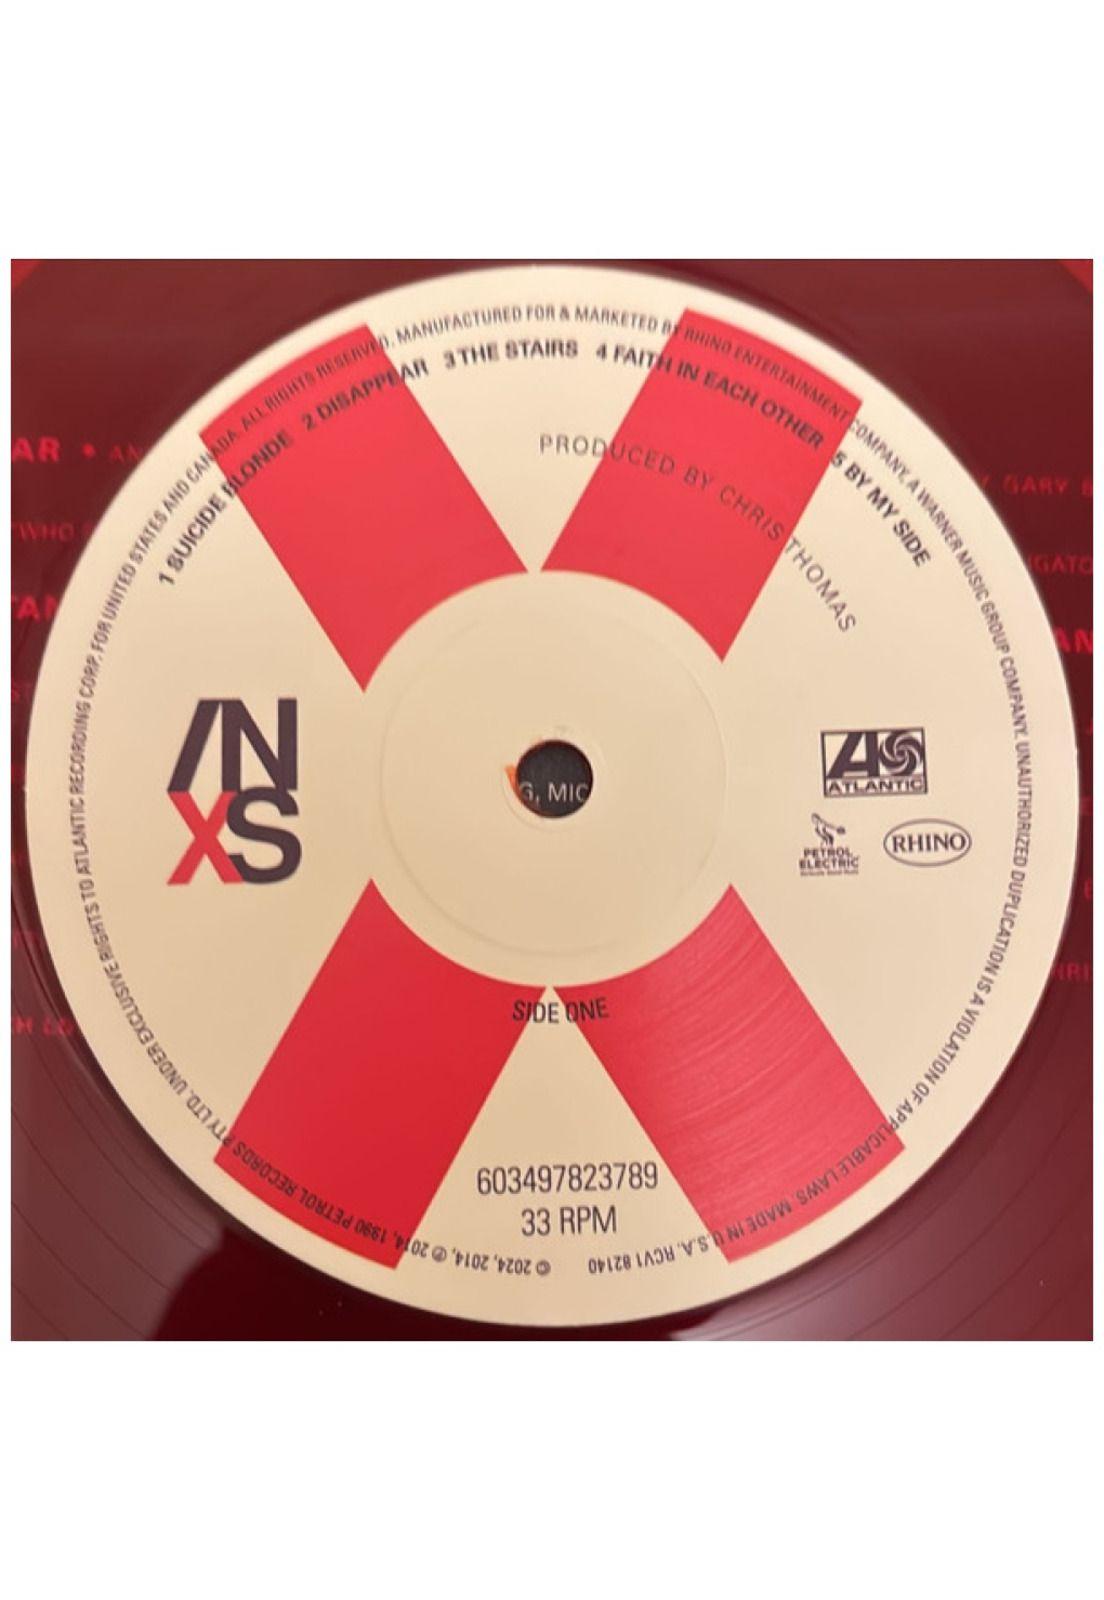 © 2024, 2014, ℗ 2014, 1990 PETROL RECORDS PTY LTD. UNDER EXCLUSIVE RIGHTS TO ATLANTIC RECORDING CORP. FOR UNITED STATES AND CANADA. ALL RIGHTS RESERVED. MANUFACTURED FOR & MARKETED BY RHINO ENTERTAINMENT COMPANY, A WARNER MUSIC GROUP COMPANY. UNAUTHORIZED DUPLICATION IS A VIOLATION OF APPLICABLE LAWS. MADE IN U.S.A. RCV1 82140
1 SUICIDE BLONDE 2 DISAPPEAR 3 THE STAIRS 4 FAITH IN EACH OTHER 5 BY MY SIDE
PRODUCED BY CHRIS THOMAS
INXS
ATLANTIC
PETROL
ELECTRIC
RHINO
G, MIC
SIDE ONE
603497823789
33 RPM
AR • AN
GARY B